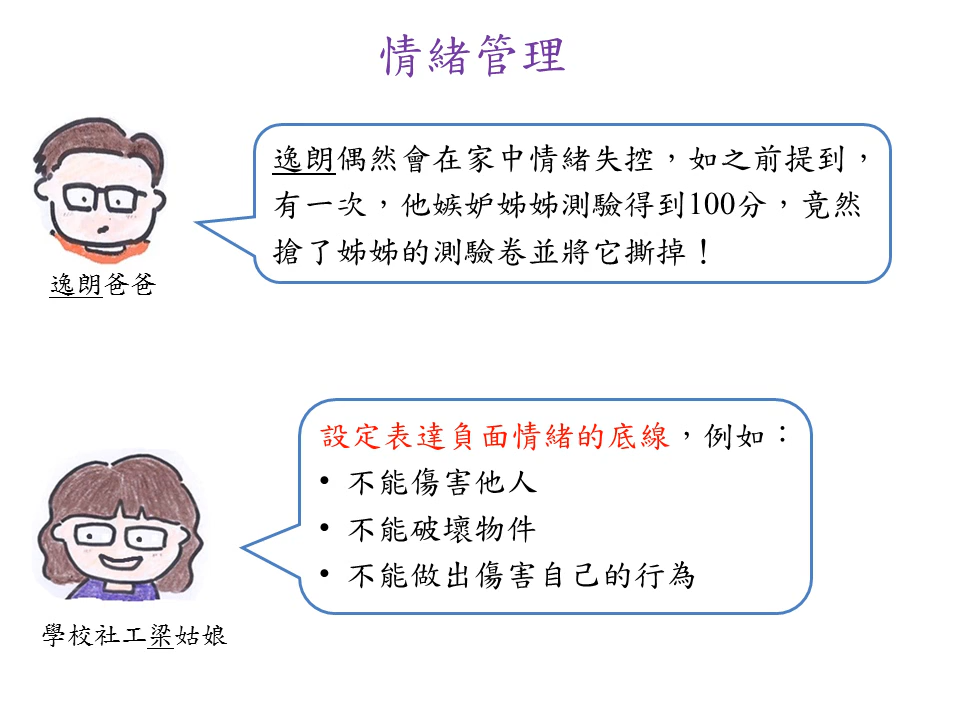 情緒管理
逸朗偶然會在家中情緒失控，如之前提到，
有一次，他嫉妒姊姊測驗得到100分，竟然
搶了姊姊的測驗卷並將它撕掉！
逸朗爸爸
設定表達負面情緒的底線，例如：
• 不能傷害他人
• 不能破壞物件
• 不能做出傷害自己的行為
學校社工梁姑娘